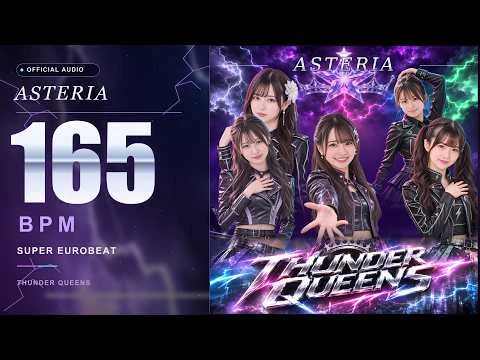 OFFICIAL AUDIO
ASTERIA
165
BPM
SUPER EUROBEAT
THUNDER QUEENS
ASTERIA
THUNDER
QUEENS